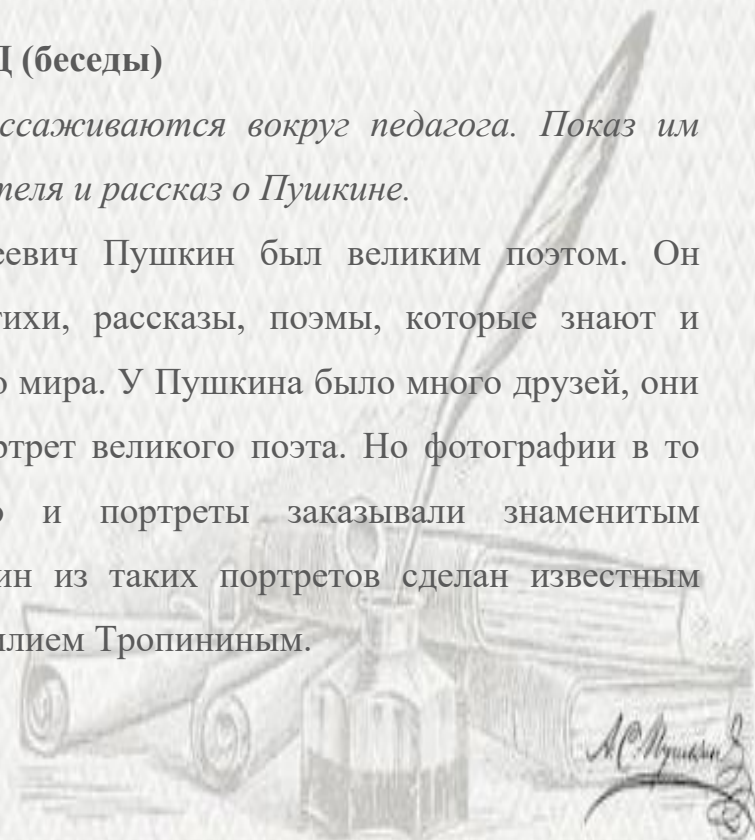 Д (беседы)
ссаживаются вокруг педагога. Показ им
теля и рассказ о Пушкине.
еевич Пушкин был великим поэтом. Он
тихи, рассказы, поэмы, которые знают и
о мира. У Пушкина было много друзей, они
ртрет великого поэта. Но фотографии в то
о и портреты заказывали знаменитым
ин из таких портретов сделан известным
илием Тропининым.
А.С. Пушкин